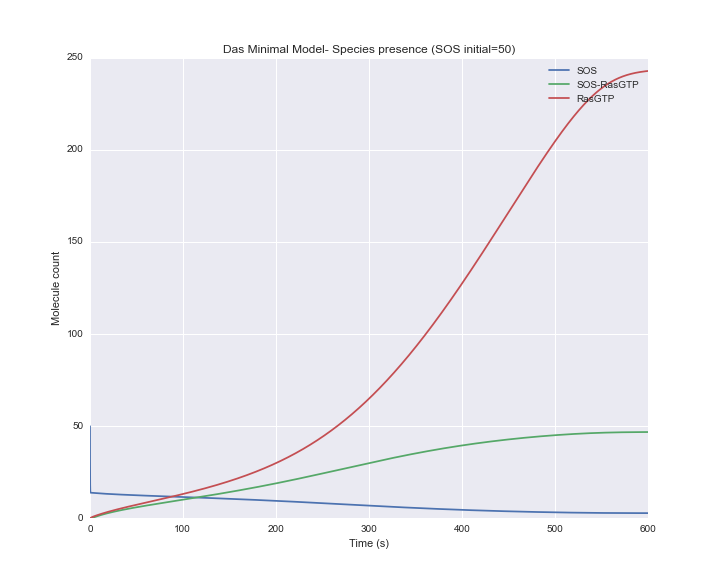 Das Minimal Model- Species presence (SOS initial=50)
250
SOS
SOS-RasGTP
RasGTP
200
150
Molecule count
100
50
0
0 100 200 300 400 500 600
Time (s)